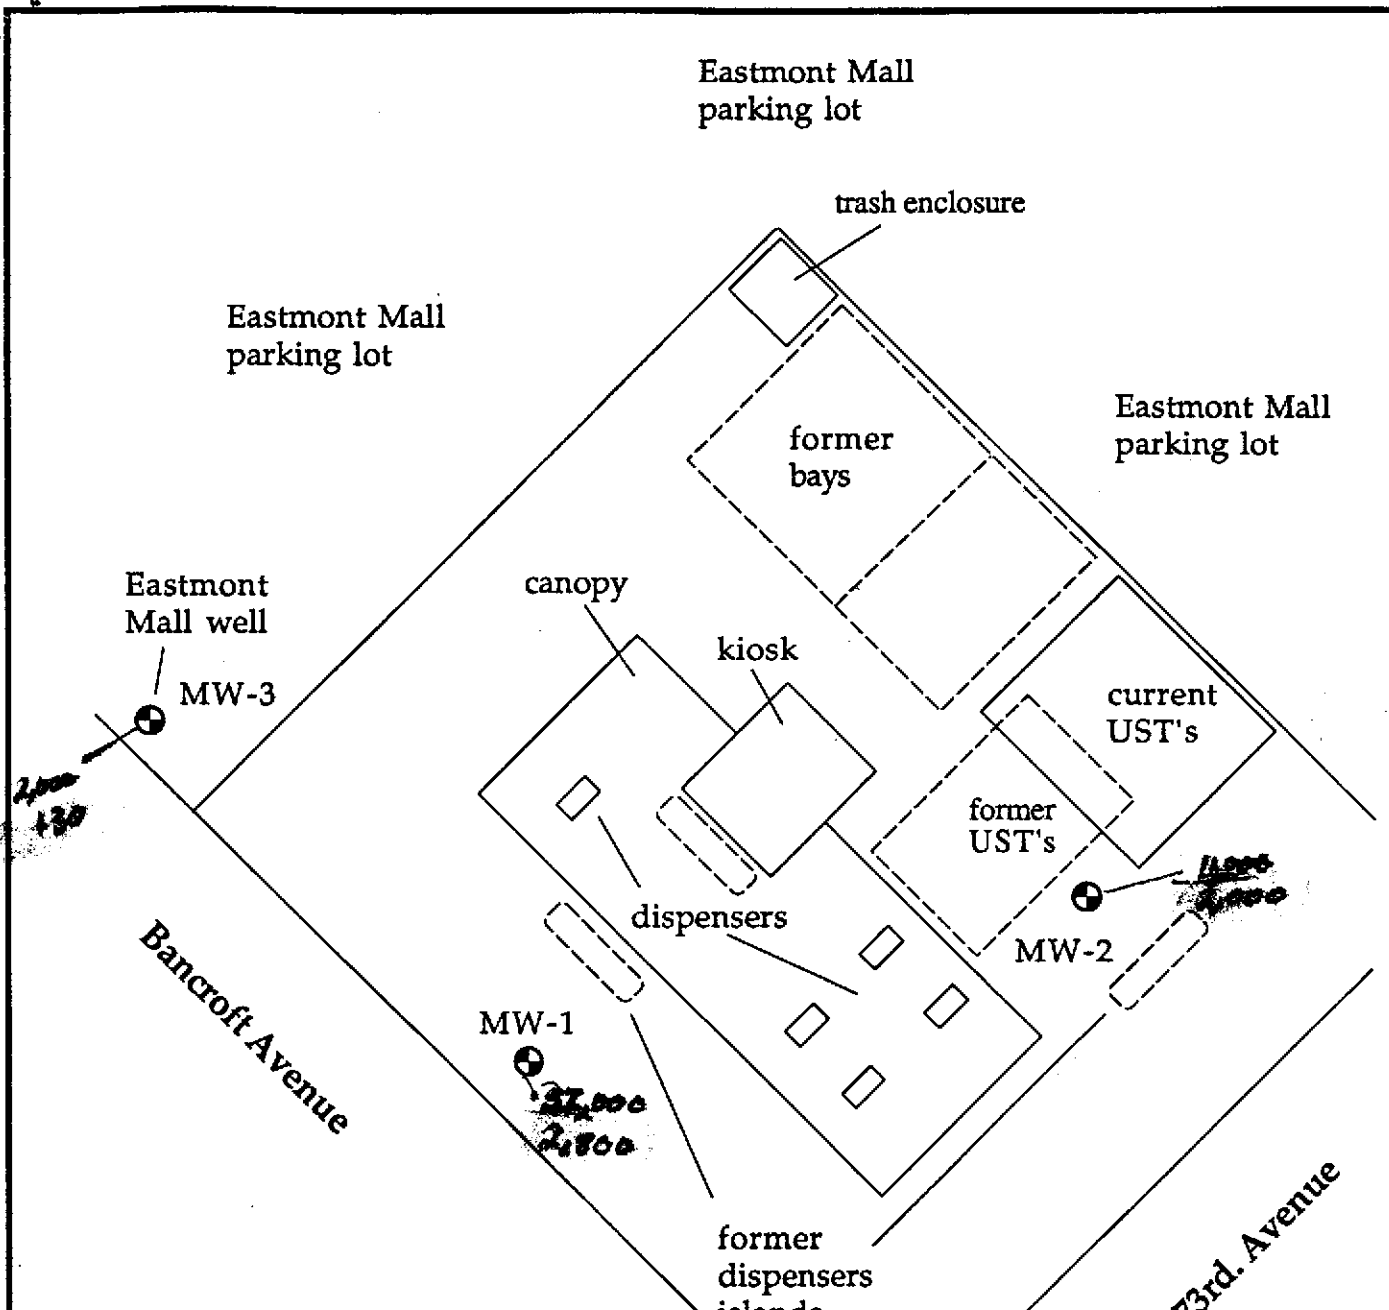 Eastmont Mall
parking lot
trash enclosure
Eastmont Mall
parking lot
Eastmont Mall
parking lot
former
bays
Eastmont
Mall well
MW-3
canopy
kiosk
current
UST's
former
UST's
dispensers
MW-2
MW-1
2,800
Bancroft Avenue
former
dispensers
islands
73rd. Avenue